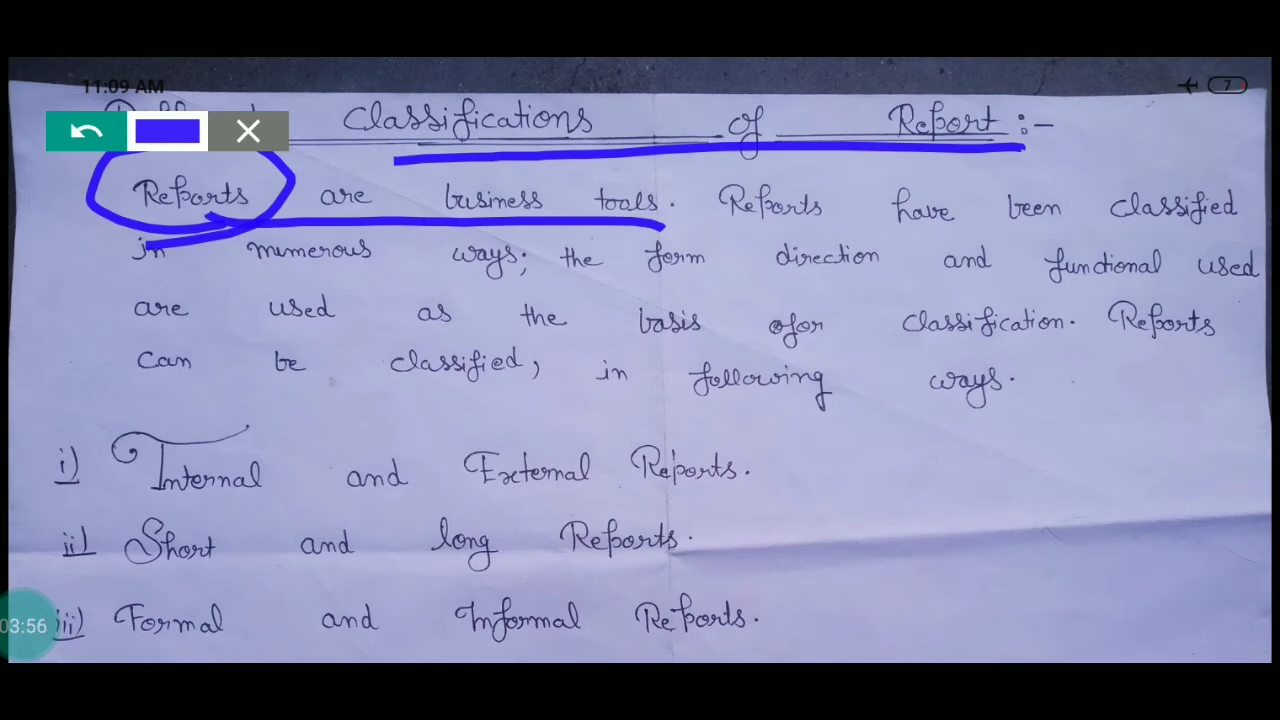 11:09 AM
7
Classifications of Report :-
Reports are business tools. Reports have been classified
in numerous ways; the form direction and functional used
are used as the basis ofor classification. Reports
Can be classified, in following ways.
i) Internal and External Reports.
ii) Short and long Reports.
03:56
iii) Formal and Informal Reports.